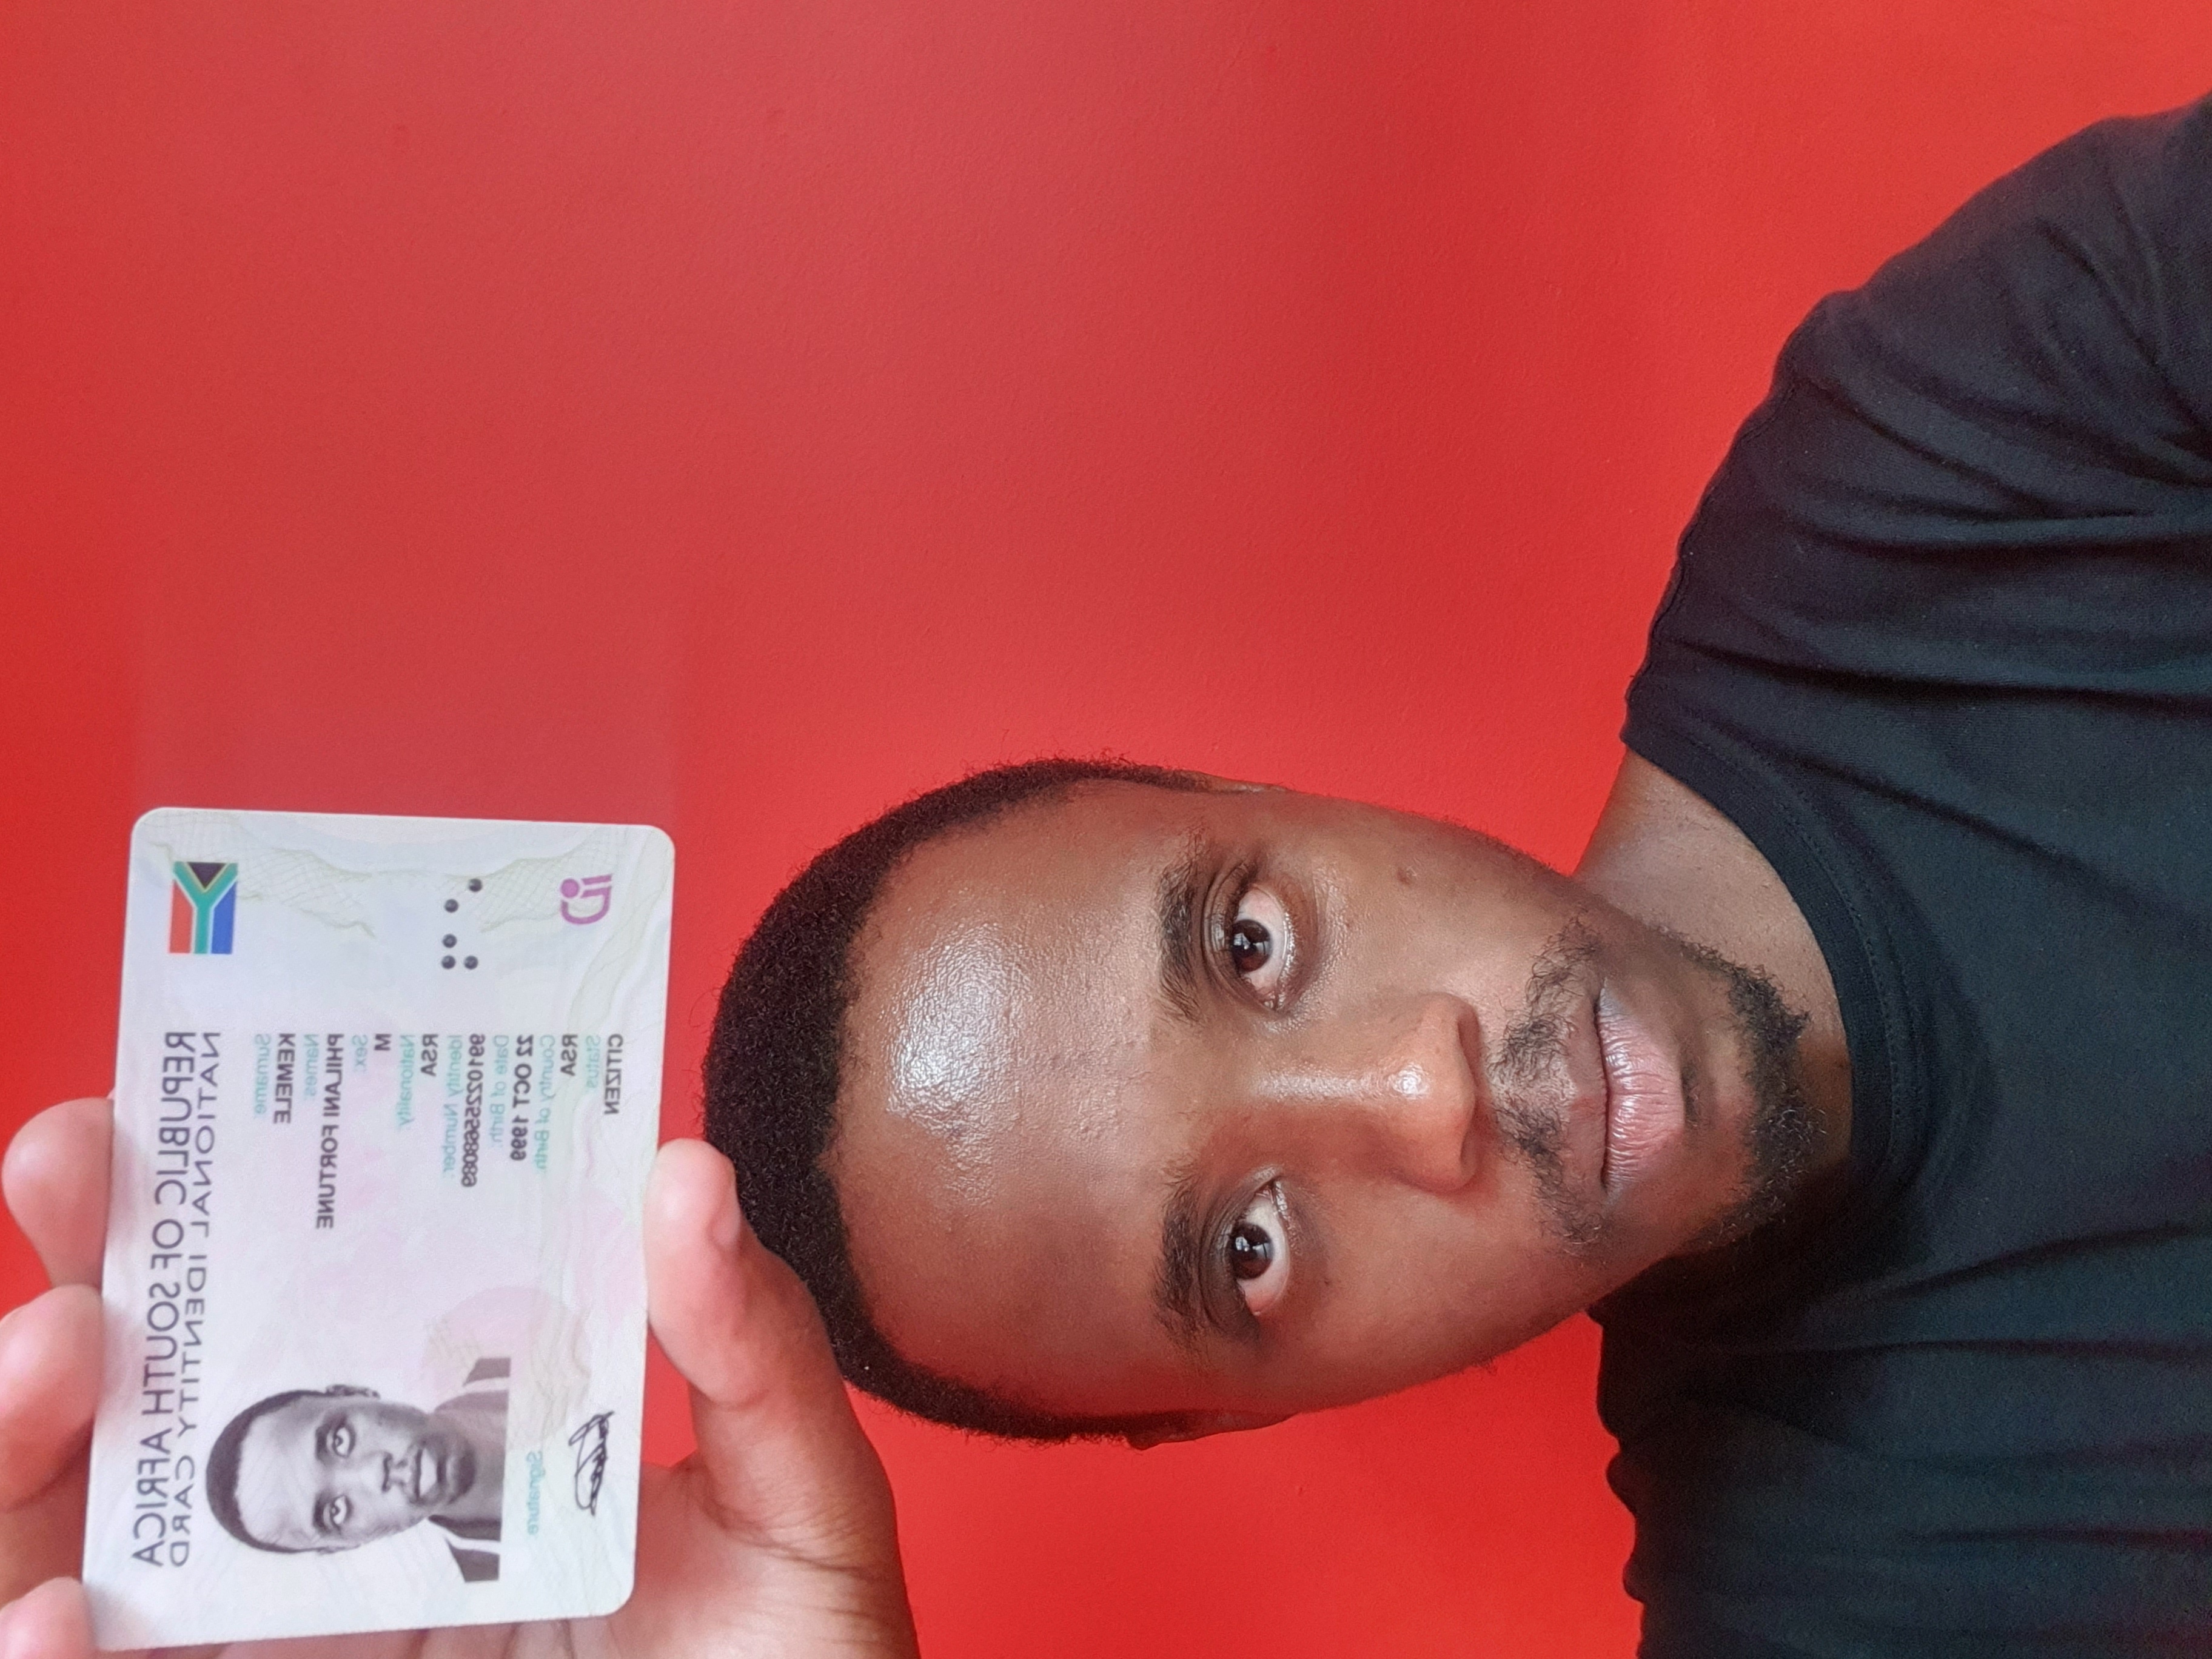 REPUBLIC OF SOUTH AFRICA
NATIONAL IDENTITY CARD
Surname:
KEMELE
Names:
PHILANI FORTUNE
Sex:
M
Nationality:
RSA
Identity Number:
9910225568089
Date of Birth:
22 OCT 1999
Country of Birth:
RSA
Status:
CITIZEN
Signature:
iD